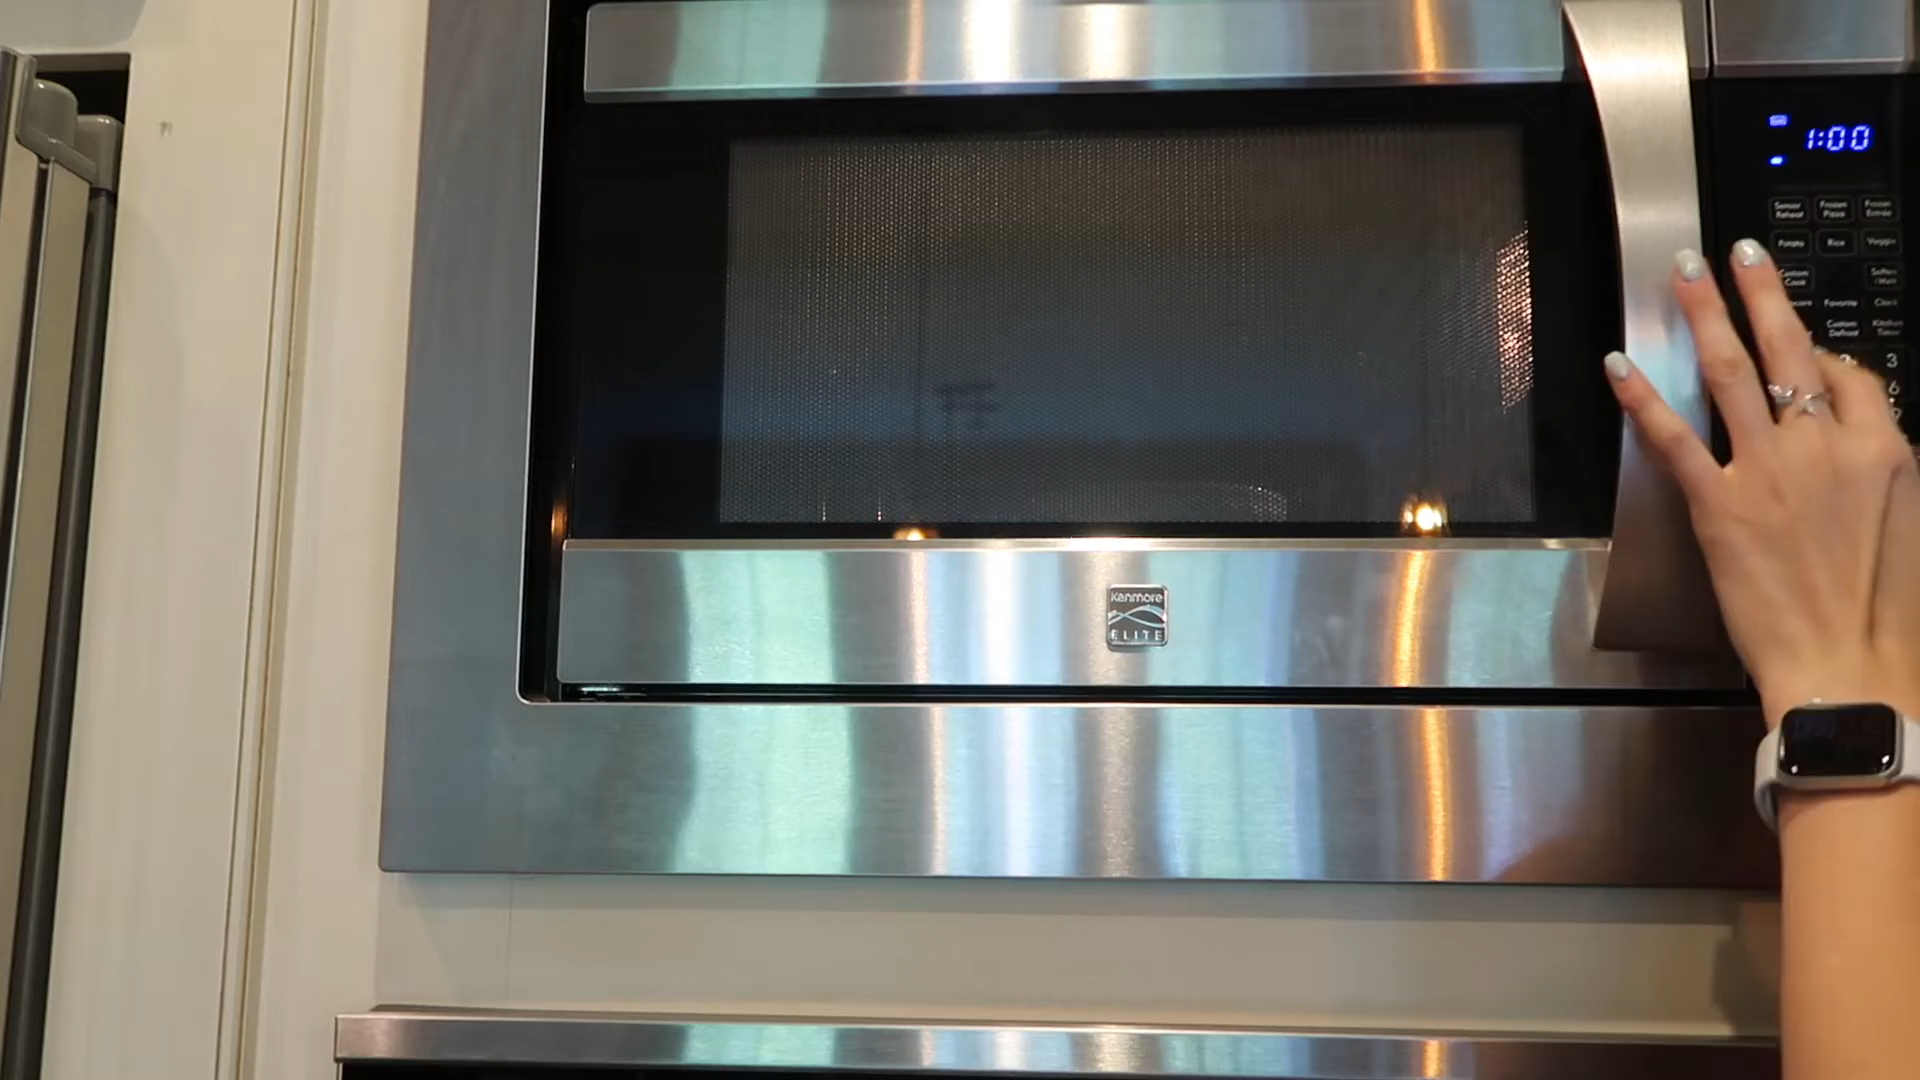 1:00
Sensor Reheat
Frozen Pizza
Frozen Entrée
Potato
Rice
Veggie
Custom Cook
Soften /Melt
Favorite
Clock
Custom Defrost
Kitchen Timer
3
6
Kenmore
ELITE